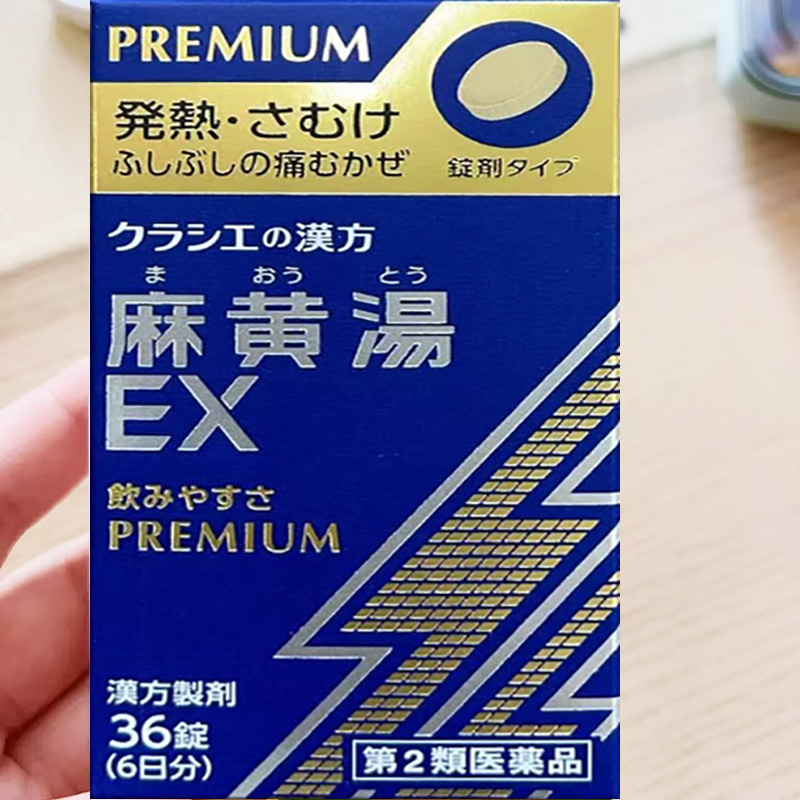 PREMIUM
発熱・さむけ
ふしぶしの痛むかぜ
錠剤タイプ
クラシエの漢方
ま おう とう
麻黄湯
EX
飲みやすさ
PREMIUM
漢方製剤
36錠
(6日分)
第2類医薬品